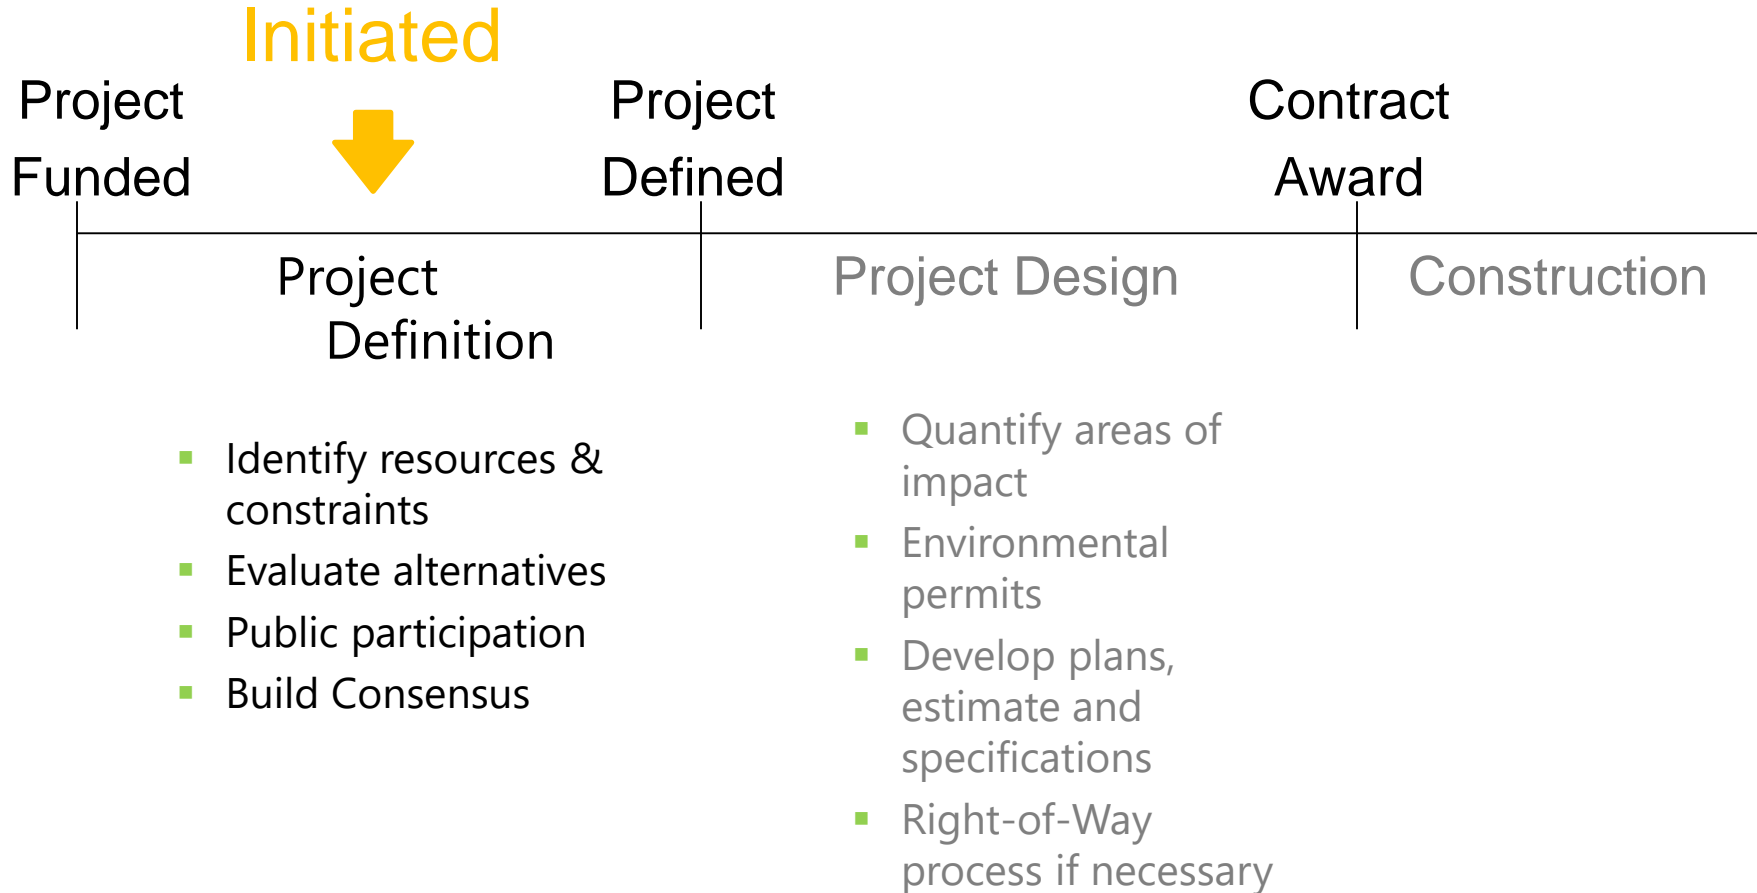 Initiated
Project
Funded
Project
Defined
Contract
Award
Project
Definition
Project Design
Construction
▪ Identify resources &
constraints
▪ Evaluate alternatives
▪ Public participation
▪ Build Consensus
▪ Quantify areas of
impact
▪ Environmental
permits
▪ Develop plans,
estimate and
specifications
▪ Right-of-Way
process if necessary